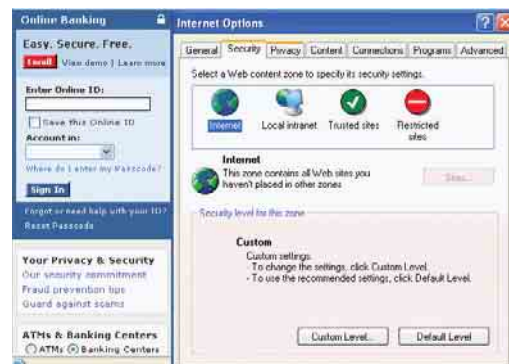 Online Banking
Easy. Secure. Free.
Enroll View demo | Learn more
Enter Online ID:
Save this Online ID
Account in:
Where do I enter my Passcode?
Sign In
Forgot or need help with your ID?
Reset Passcode
Your Privacy & Security
Our security commitment
Fraud prevention tips
Guard against scams
ATMs & Banking Centers
ATMs Banking Centers
Internet Options
General Security Privacy Content Connections Programs Advanced
Select a Web content zone to specify its security settings.
Internet Local intranet Trusted sites Restricted
sites
Internet
This zone contains all Web sites you
haven't placed in other zones
Sites...
Security level for this zone
Custom
Custom settings.
- To change the settings, click Custom Level.
- To use the recommended settings, click Default Level.
Custom Level... Default Level